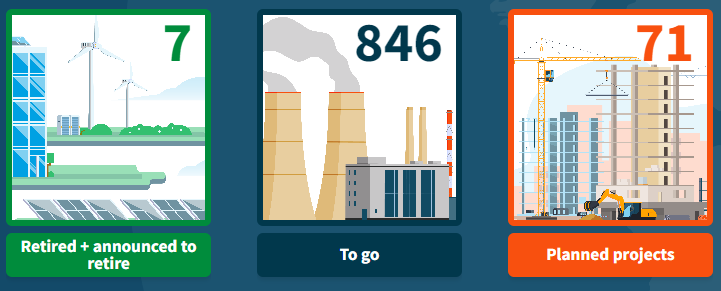 7
846
71
Retired + announced to
retire
To go
Planned projects